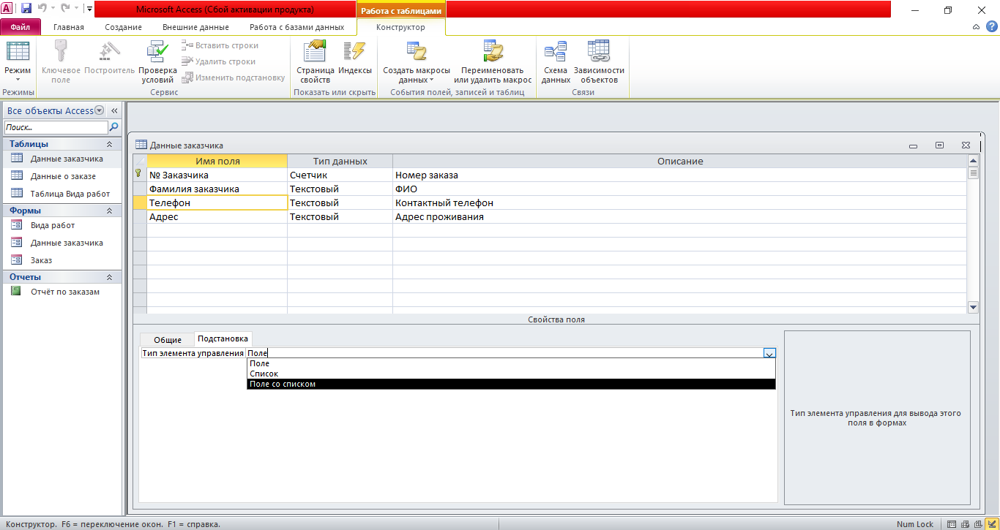 Microsoft Access (Сбой активации продукта)
Работа с таблицами
Файл Главная Создание Внешние данные Работа с базами данных Конструктор
Режим
Ключевое поле
Построитель
Проверка условий
Вставить строки
Удалить строки
Изменить подстановку
Страница свойств
Индексы
Создать макросы данных
Переименовать или удалить макрос
Схема данных
Зависимости объектов
Режимы Сервис Показать или скрыть События полей, записей и таблиц Связи
Все объекты Access
Поиск...
Таблицы
Данные заказчика
Данные о заказе
Таблица Вида работ
Формы
Вида работ
Данные заказчика
Заказ
Отчеты
Отчёт по заказам
Данные заказчика
Имя поля Тип данных Описание
№ Заказчика Счетчик Номер заказа
Фамилия заказчика Текстовый ФИО
Телефон Текстовый Контактный телефон
Адрес Текстовый Адрес проживания
Свойства поля
Общие Подстановка
Тип элемента управления Поле
Поле
Список
Поле со списком
Тип элемента управления для вывода этого
поля в формах
Конструктор. F6 = переключение окон. F1 = справка. Num Lock